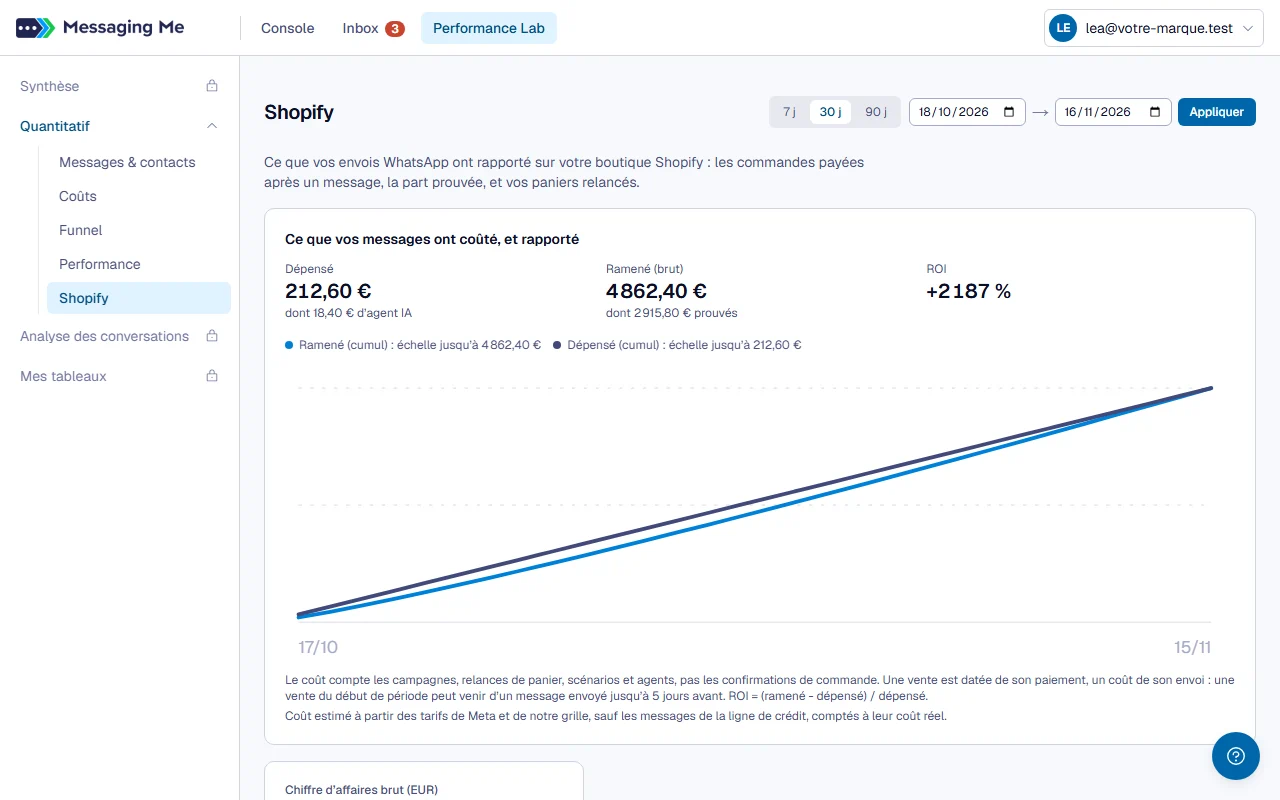 Messaging Me
Console
Inbox 3
Performance Lab
LE lea@votre-marque.test
Synthèse
Quantitatif
Messages & contacts
Coûts
Funnel
Performance
Shopify
Analyse des conversations
Mes tableaux
Shopify
7 j 30 j 90 j 18/10/2026 → 16/11/2026 Appliquer
Ce que vos envois WhatsApp ont rapporté sur votre boutique Shopify : les commandes payées
après un message, la part prouvée, et vos paniers relancés.
Ce que vos messages ont coûté, et rapporté
Dépensé
212,60 €
dont 18,40 € d'agent IA
Ramené (brut)
4 862,40 €
dont 2 915,80 € prouvés
ROI
+2 187 %
Ramené (cumul) : échelle jusqu'à 4 862,40 € Dépensé (cumul) : échelle jusqu'à 212,60 €
17/10 15/11
Le coût compte les campagnes, relances de panier, scénarios et agents, pas les confirmations de commande. Une vente est datée de son paiement, un coût de son envoi : une
vente du début de période peut venir d'un message envoyé jusqu'à 5 jours avant. ROI = (ramené - dépensé) / dépensé.
Coût estimé à partir des tarifs de Meta et de notre grille, sauf les messages de la ligne de crédit, comptés à leur coût réel.
Chiffre d'affaires brut (EUR)